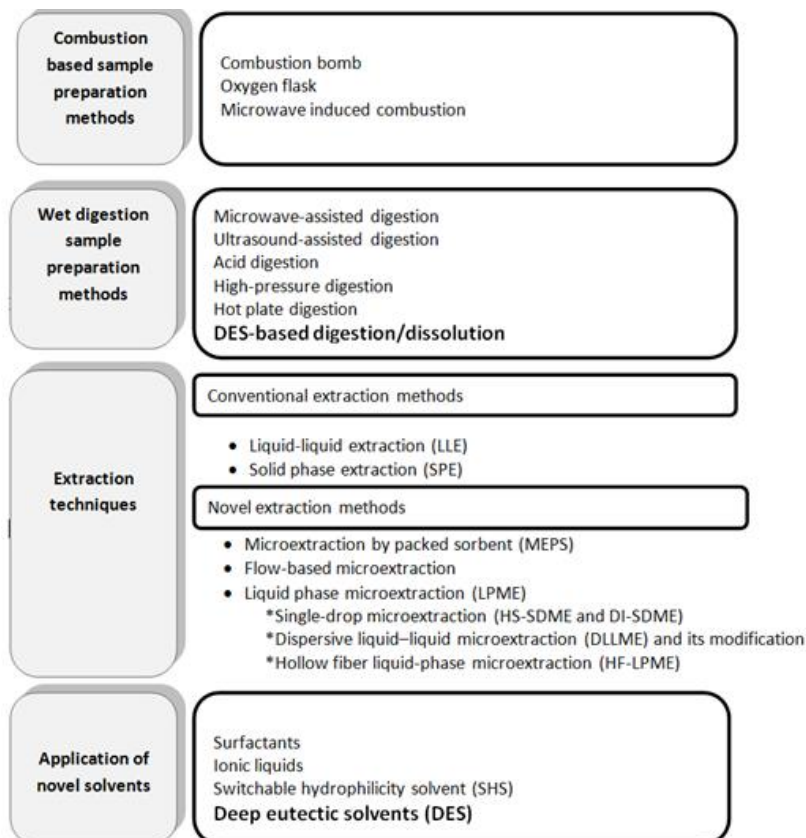 Combustion
based sample
preparation
methods
Combustion bomb
Oxygen flask
Microwave induced combustion
Wet digestion
sample
preparation
methods
Microwave-assisted digestion
Ultrasound-assisted digestion
Acid digestion
High-pressure digestion
Hot plate digestion
DES-based digestion/dissolution
Extraction
techniques
Conventional extraction methods
• Liquid-liquid extraction (LLE)
• Solid phase extraction (SPE)
Novel extraction methods
• Microextraction by packed sorbent (MEPS)
• Flow-based microextraction
• Liquid phase microextraction (LPME)
*Single-drop microextraction (HS-SDME and DI-SDME)
*Dispersive liquid–liquid microextraction (DLLME) and its modification
*Hollow fiber liquid-phase microextraction (HF-LPME)
Application of
novel solvents
Surfactants
Ionic liquids
Switchable hydrophilicity solvent (SHS)
Deep eutectic solvents (DES)